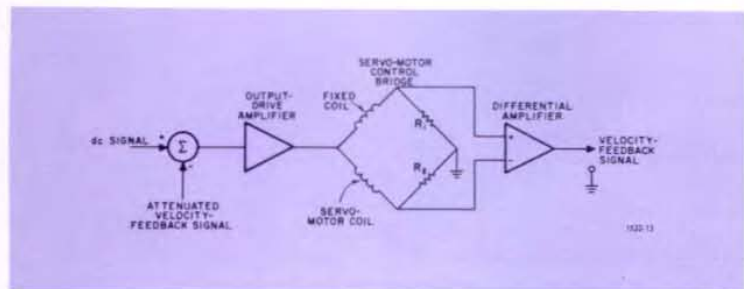 SERVO-MOTOR
CONTROL
BRIDGE
OUTPUT-
DRIVE
AMPLIFIER
FIXED
COIL
DIFFERENTIAL
AMPLIFIER
dc SIGNAL
+
Σ
-
R1
R2
+
-
VELOCITY-
FEEDBACK
SIGNAL
ATTENUATED
VELOCITY-
FEEDBACK SIGNAL
SERVO-
MOTOR COIL